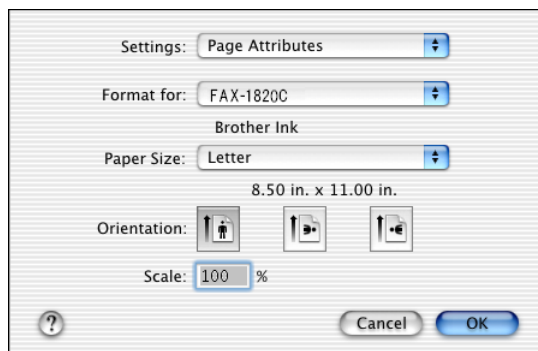 Settings: Page Attributes
Format for: FAX-1820C
Brother Ink
Paper Size: Letter
8.50 in. x 11.00 in.
Orientation:
Scale: 100 %
? Cancel OK